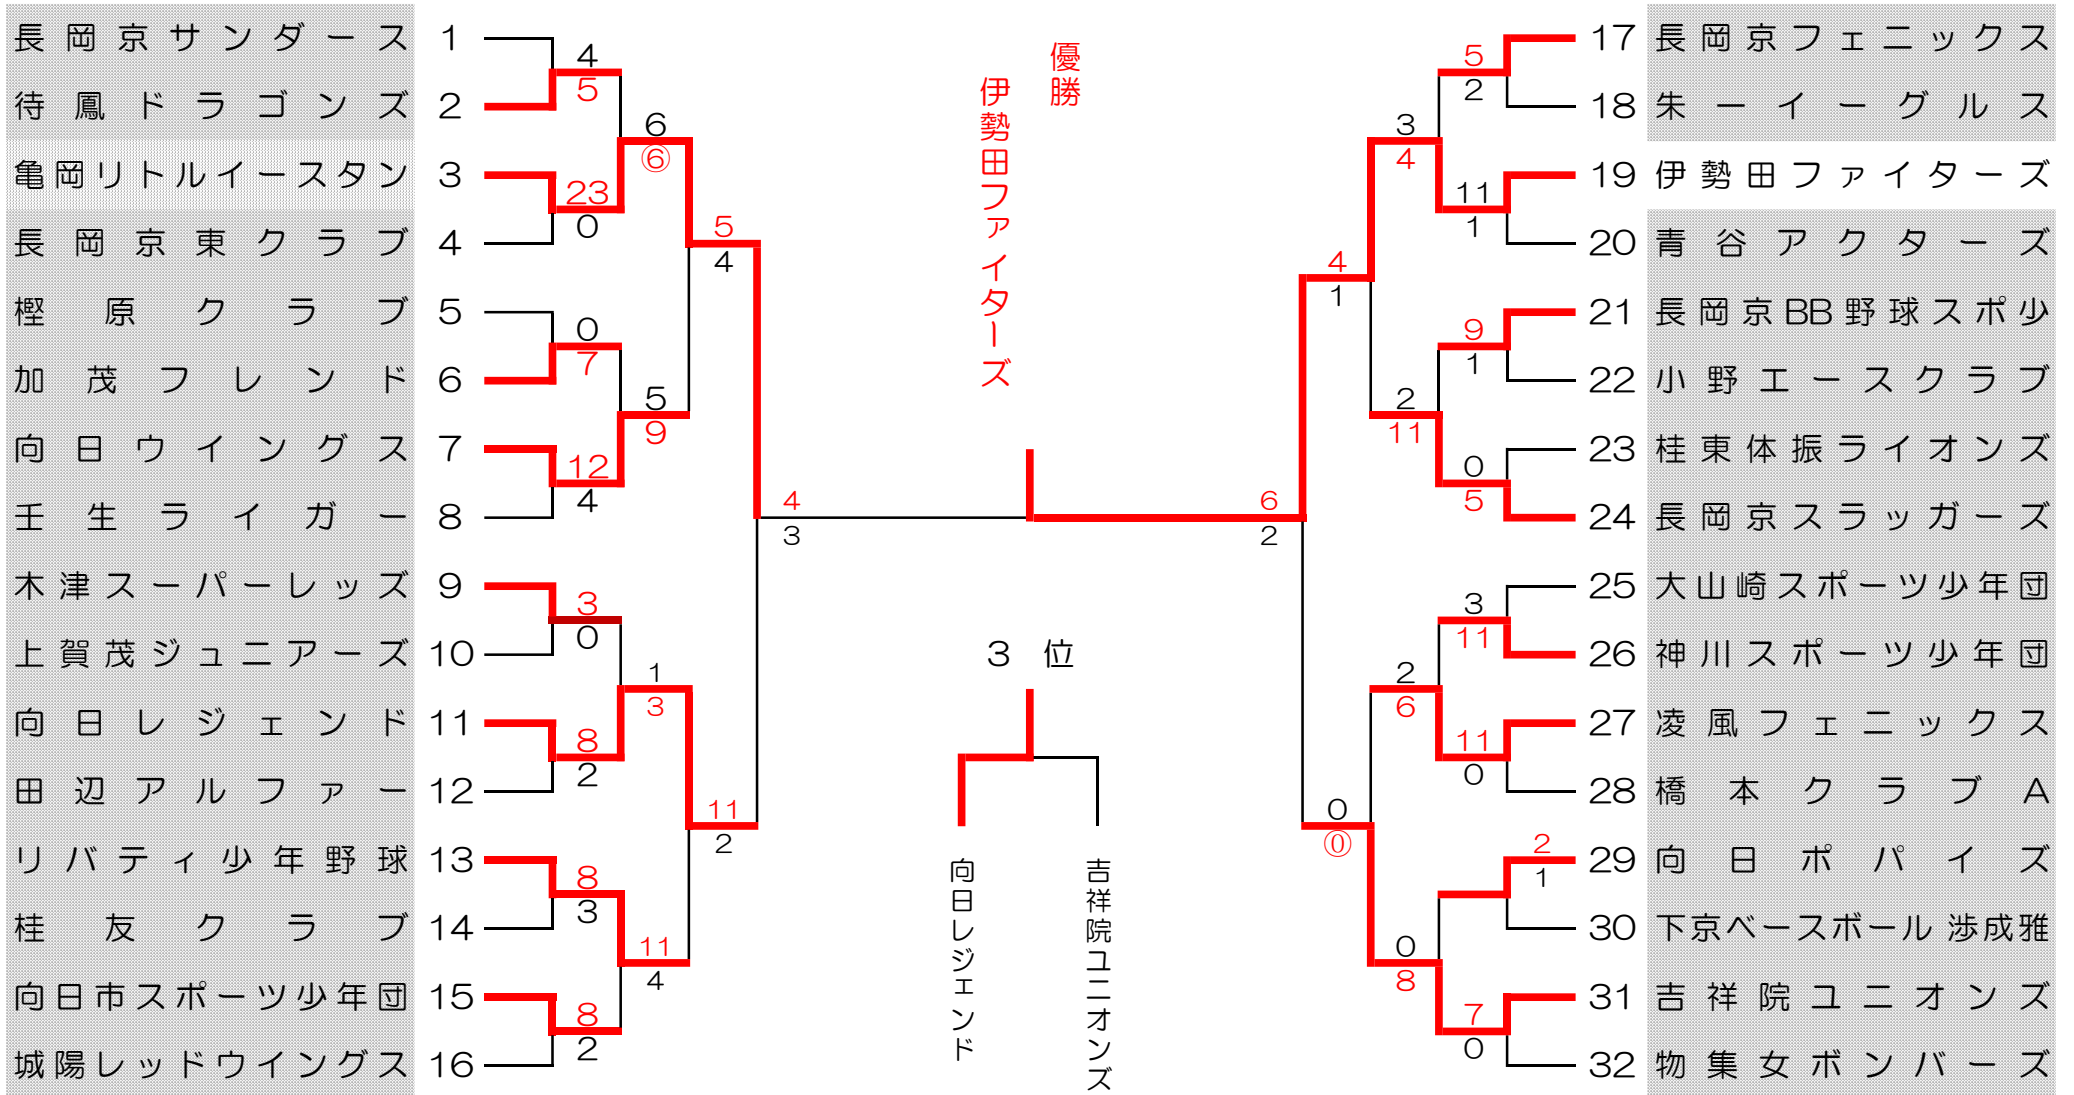 長岡京サンダース 1
待鳳ドラゴンズ 2
亀岡リトルイースタン 3
長岡京東クラブ 4
樫原クラブ 5
加茂フレンド 6
向日ウイングス 7
壬生ライガー 8
木津スーパーレッズ 9
上賀茂ジュニアーズ 10
向日レジェンド 11
田辺アルファー 12
リバティ少年野球 13
桂友クラブ 14
向日市スポーツ少年団 15
城陽レッドウイングス 16
4
5
23
0
0
7
12
4
3
0
8
2
8
3
8
2
6
⑥
5
9
1
3
11
4
5
4
11
2
4
3
優勝
伊勢田ファイターズ
3 位
向日レジェンド
吉祥院ユニオンズ
6
2
4
1
0
⓪
3
4
2
11
2
6
0
8
5
2
11
1
9
1
0
5
3
11
11
0
2
1
7
0
17 長岡京フェニックス
18 朱一イーグルス
19 伊勢田ファイターズ
20 青谷アクターズ
21 長岡京BB野球スポ少
22 小野エースクラブ
23 桂東体振ライオンズ
24 長岡京スラッガーズ
25 大山崎スポーツ少年団
26 神川スポーツ少年団
27 凌風フェニックス
28 橋本クラブA
29 向日ポパイズ
30 下京ベースボール 渉成雅
31 吉祥院ユニオンズ
32 物集女ボンバーズ